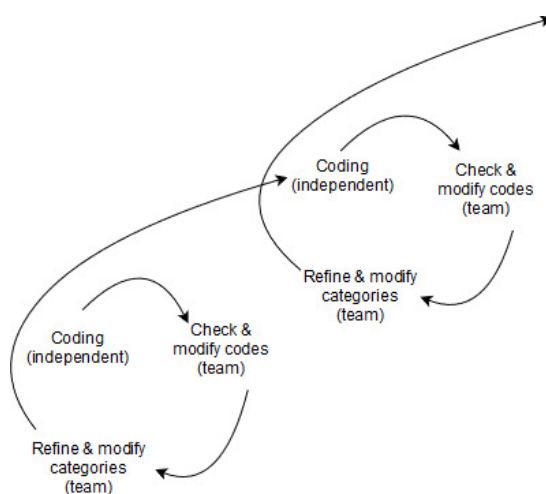 Coding
(independent)
Check &
modify codes
(team)
Refine & modify
categories
(team)
Coding
(independent)
Check &
modify codes
(team)
Refine & modify
categories
(team)